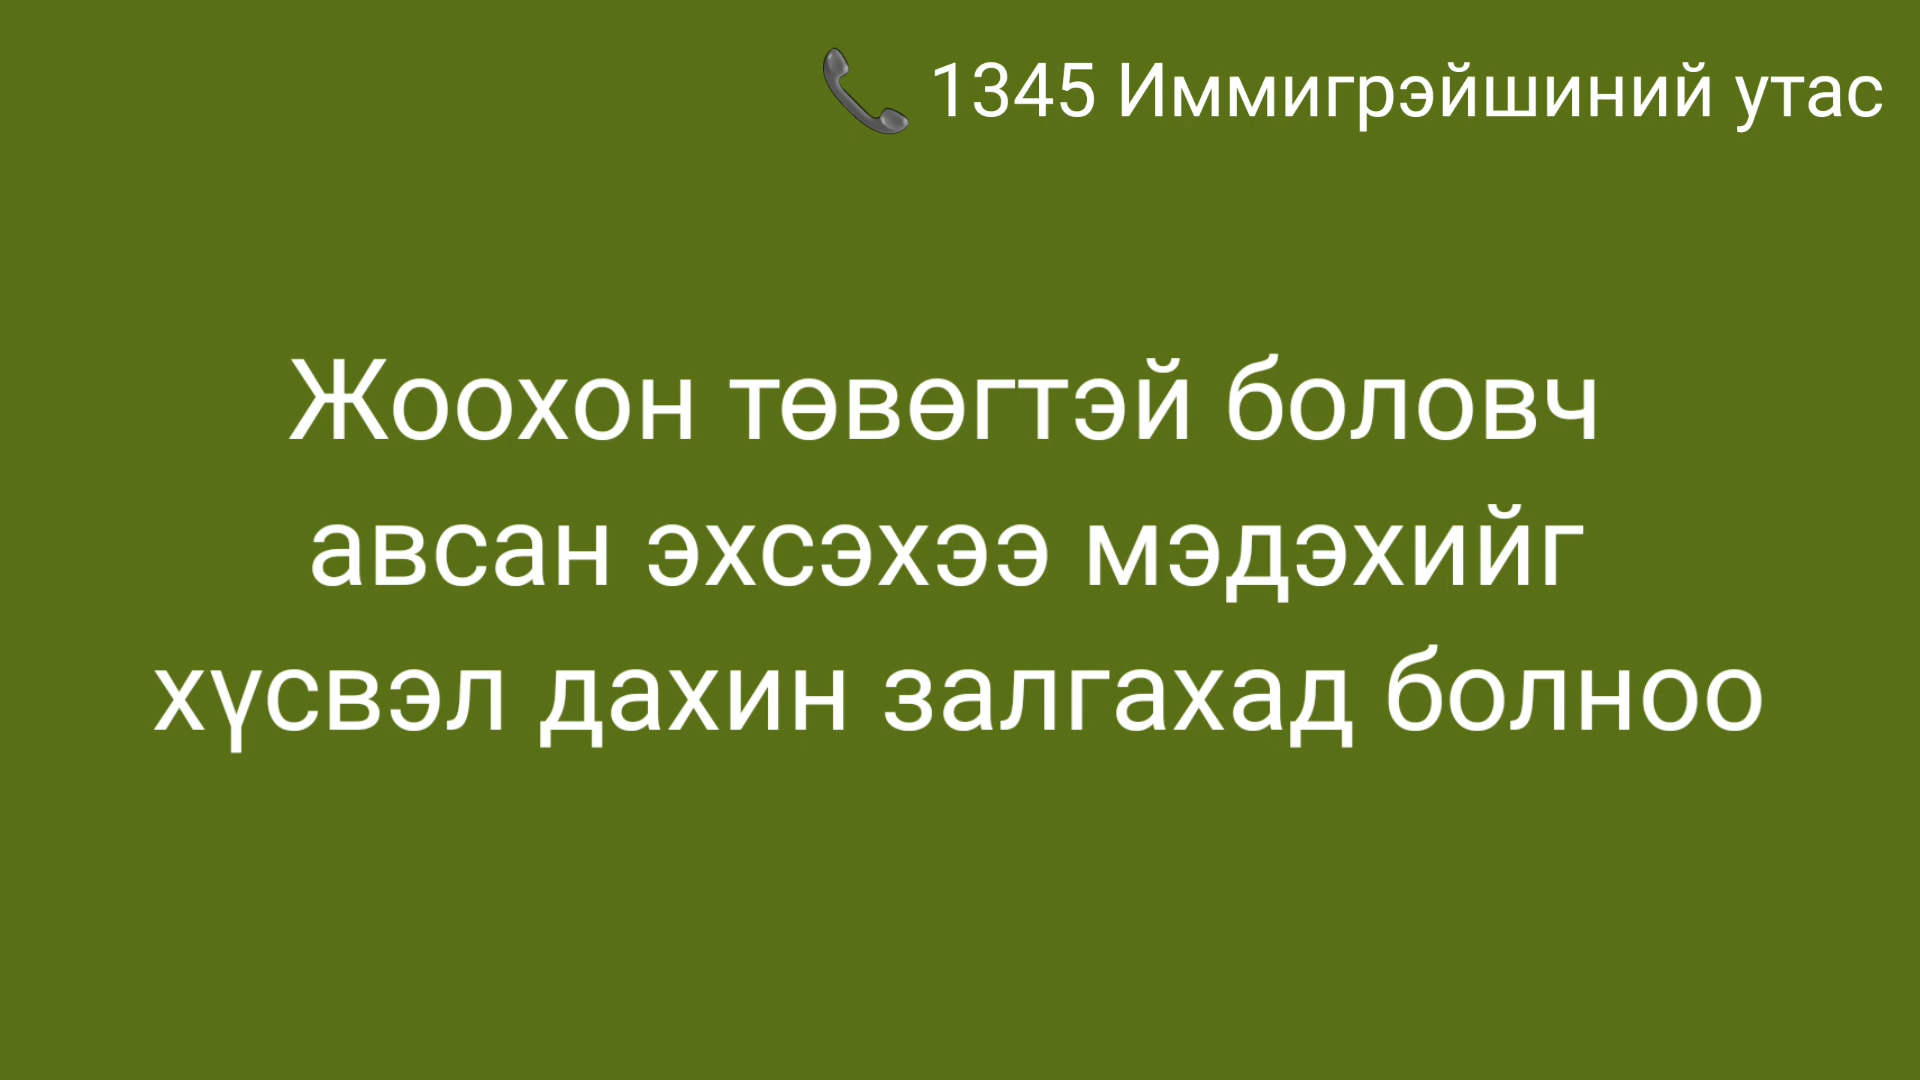 📞 1345 Иммигрэйшиний утас
Жоохон төвөгтэй боловч
авсан эхсэхээ мэдэхийг
хүсвэл дахин залгахад болноо